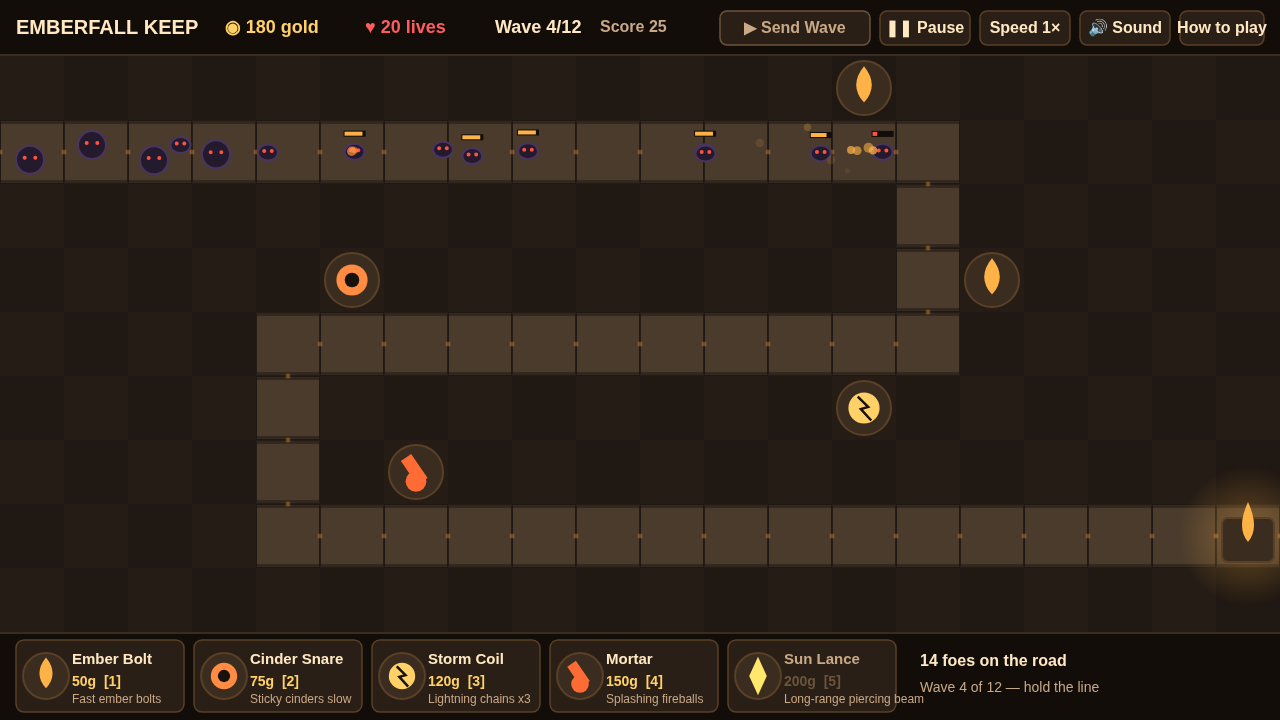 EMBERFALL KEEP
◉ 180 gold
♥ 20 lives
Wave 4/12
Score 25
▶ Send Wave
❚❚ Pause
Speed 1×
🔊 Sound
How to play
Ember Bolt
50g [1]
Fast ember bolts
Cinder Snare
75g [2]
Sticky cinders slow
Storm Coil
120g [3]
Lightning chains x3
Mortar
150g [4]
Splashing fireballs
Sun Lance
200g [5]
Long-range piercing beam
14 foes on the road
Wave 4 of 12 — hold the line